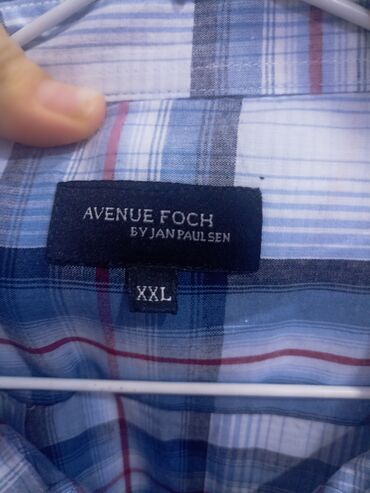 AVENUE FOCH
BY JAN PAULSEN
XXL